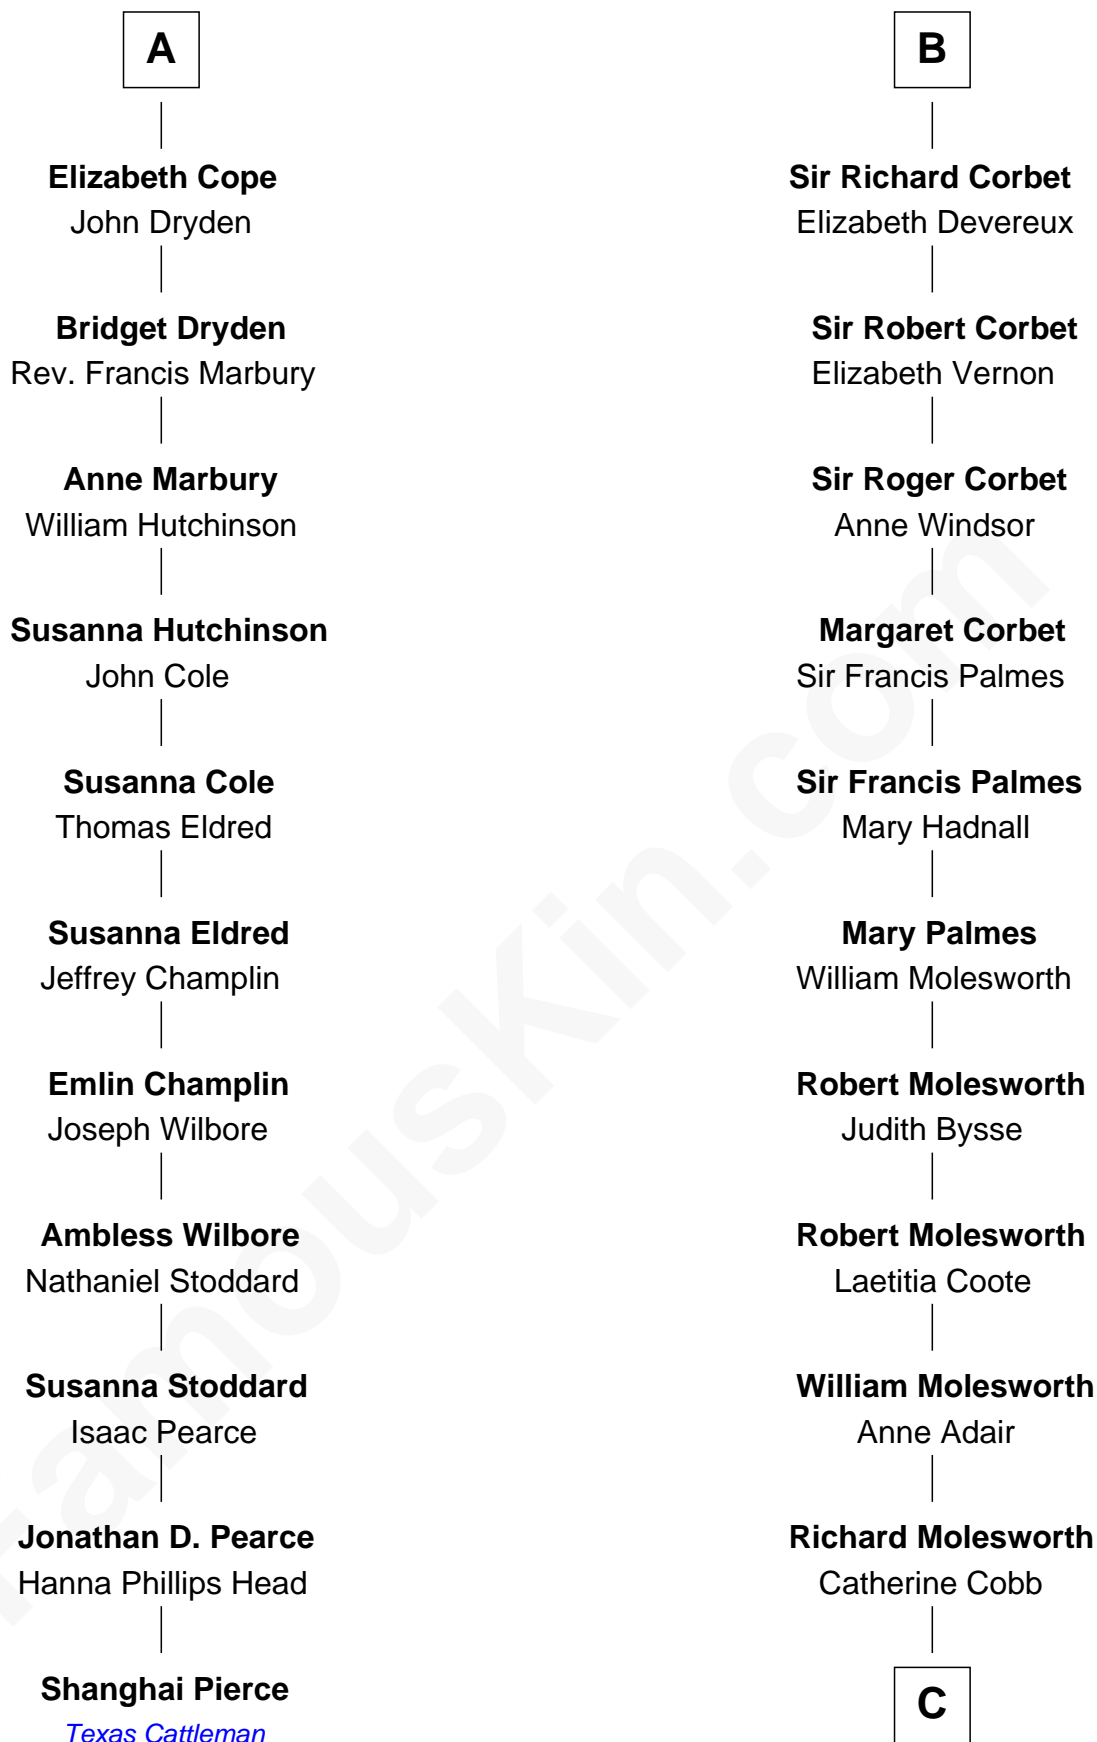 A
Elizabeth Cope
John Dryden
Bridget Dryden
Rev. Francis Marbury
Anne Marbury
William Hutchinson
Susanna Hutchinson
John Cole
Susanna Cole
Thomas Eldred
Susanna Eldred
Jeffrey Champlin
Emlin Champlin
Joseph Wilbore
Ambless Wilbore
Nathaniel Stoddard
Susanna Stoddard
Isaac Pearce
Jonathan D. Pearce
Hanna Phillips Head
Shanghai Pierce
Texas Cattleman
B
Sir Richard Corbet
Elizabeth Devereux
Sir Robert Corbet
Elizabeth Vernon
Sir Roger Corbet
Anne Windsor
Margaret Corbet
Sir Francis Palmes
Sir Francis Palmes
Mary Hadnall
Mary Palmes
William Molesworth
Robert Molesworth
Judith Bysse
Robert Molesworth
Laetitia Coote
William Molesworth
Anne Adair
Richard Molesworth
Catherine Cobb
C
FamousKin.com